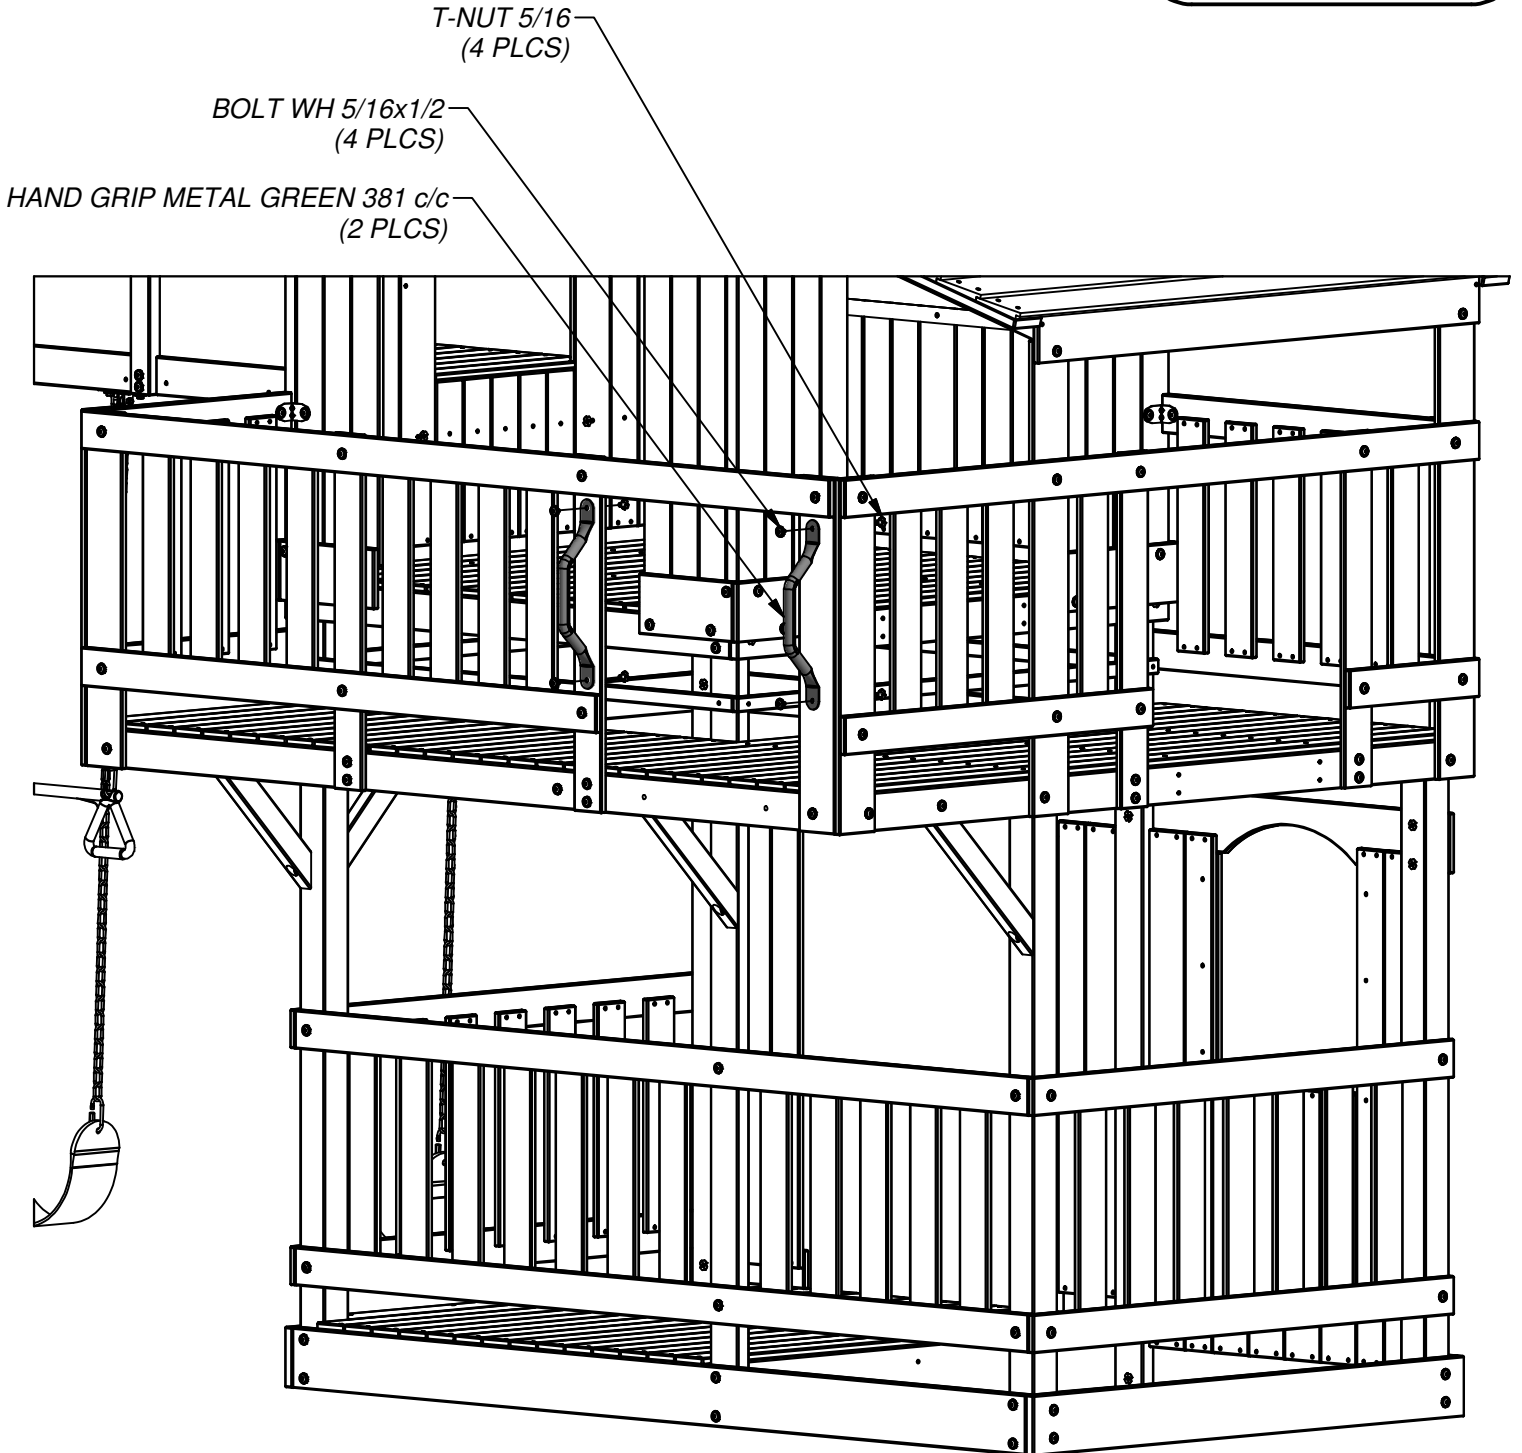 T-NUT 5/16
(4 PLCS)
BOLT WH 5/16x1/2
(4 PLCS)
HAND GRIP METAL GREEN 381 c/c
(2 PLCS)